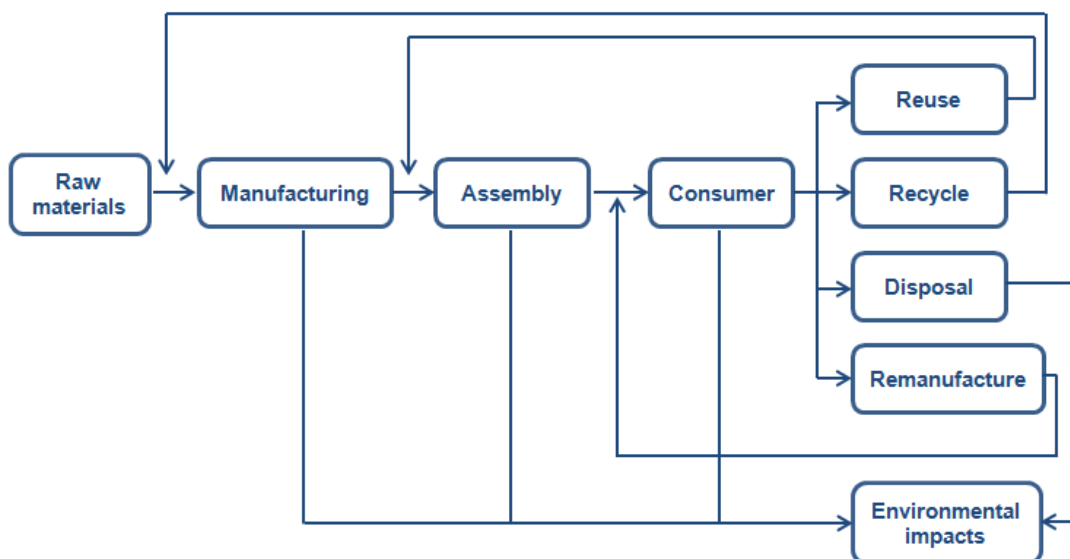 Reuse
Raw
materials
Manufacturing
Assembly
Consumer
Recycle
Disposal
Remanufacture
Environmental
impacts